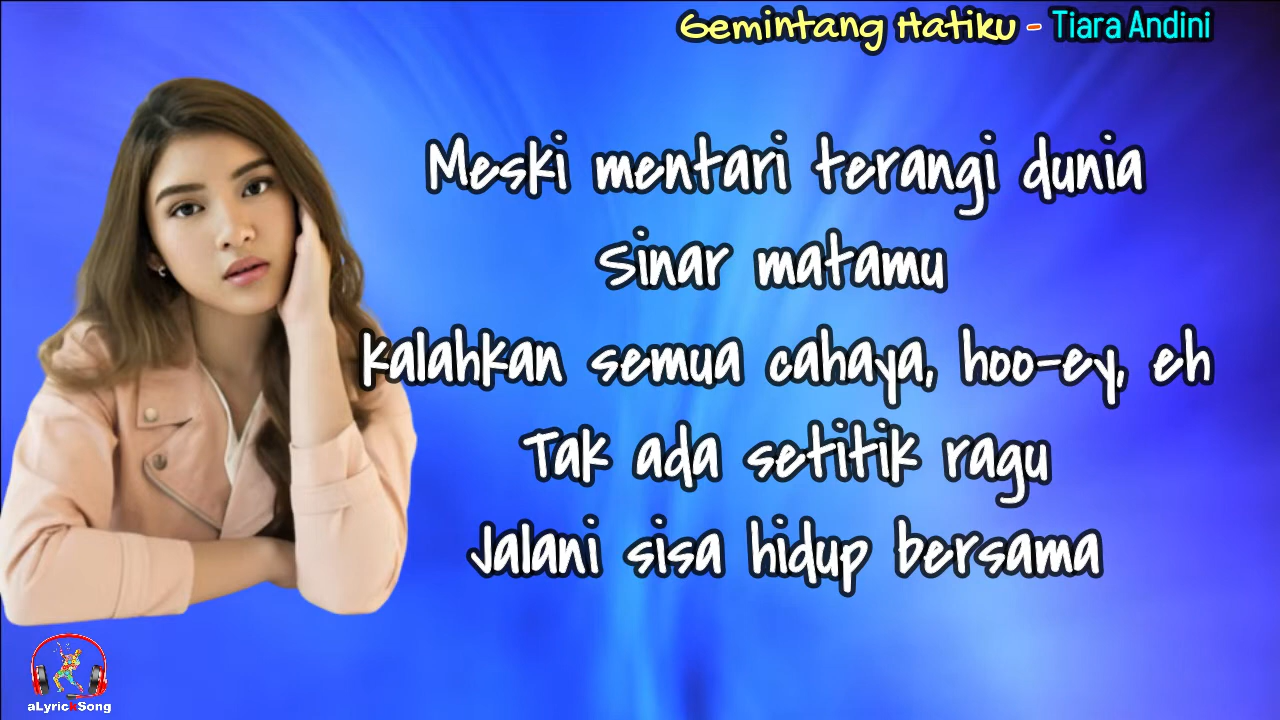 Gemintang Hatiku - Tiara Andini
Meski mentari terangi dunia
Sinar matamu
kalahkan semua cahaya, hoo-ey, eh
Tak ada setitik ragu
Jalani sisa hidup bersama
aLyrickSong